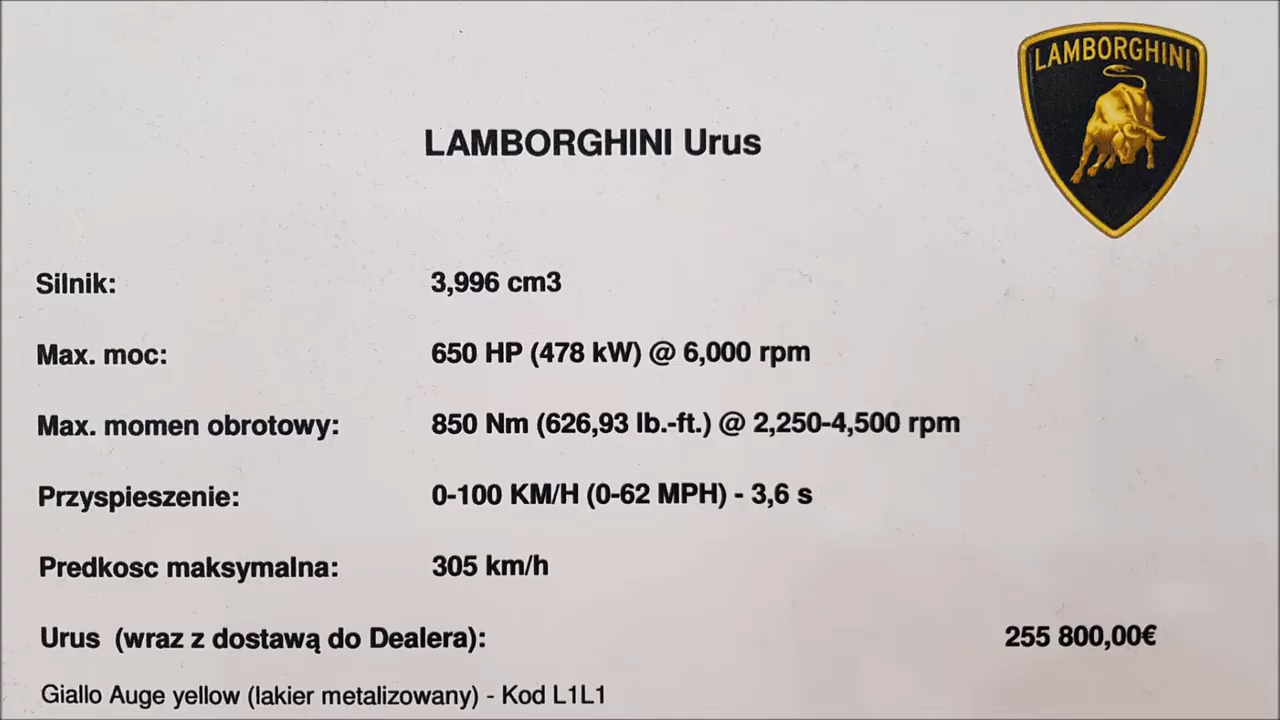 LAMBORGHINI
LAMBORGHINI Urus
Silnik: 3,996 cm3
Max. moc: 650 HP (478 kW) @ 6,000 rpm
Max. momen obrotowy: 850 Nm (626,93 lb.-ft.) @ 2,250-4,500 rpm
Przyspieszenie: 0-100 KM/H (0-62 MPH) - 3,6 s
Predkosc maksymalna: 305 km/h
Urus (wraz z dostawą do Dealera): 255 800,00€
Giallo Auge yellow (lakier metalizowany) - Kod L1L1